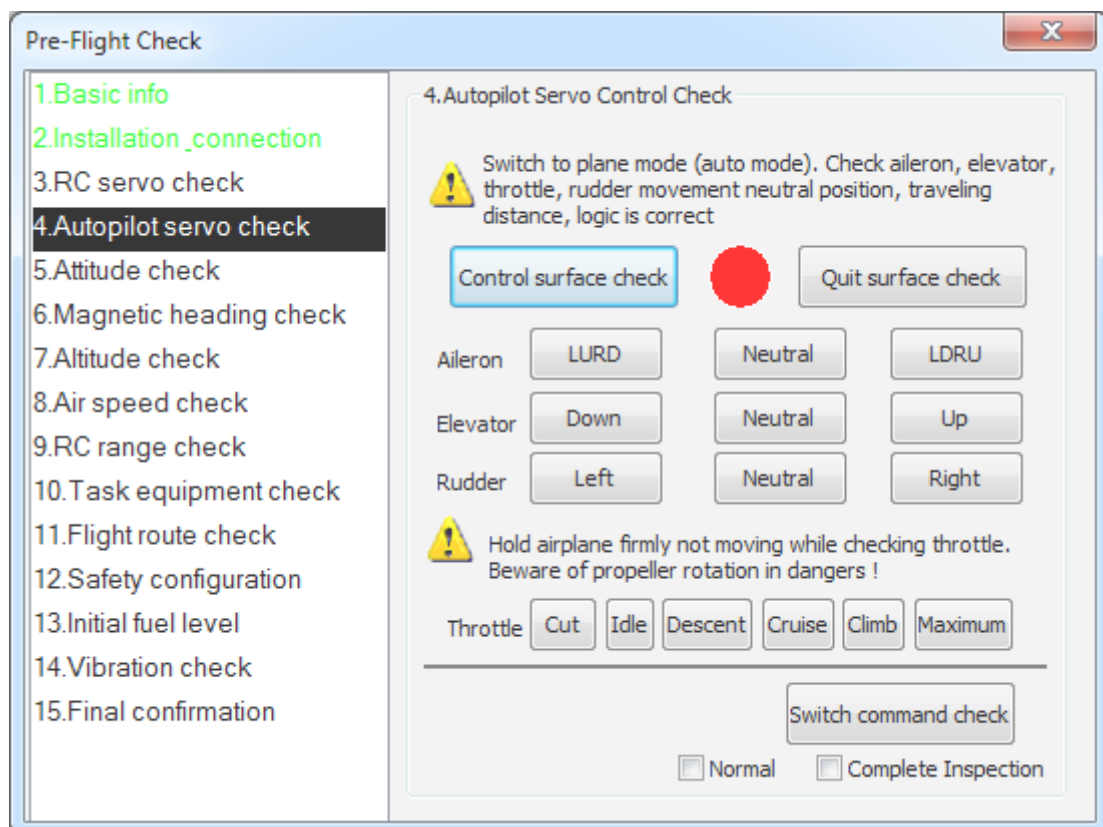 Pre-Flight Check
X
1.Basic info
2.Installation_connection
3.RC servo check
4.Autopilot servo check
5.Attitude check
6.Magnetic heading check
7.Altitude check
8.Air speed check
9.RC range check
10.Task equipment check
11.Flight route check
12.Safety configuration
13.Initial fuel level
14.Vibration check
15.Final confirmation
4.Autopilot Servo Control Check
Switch to plane mode (auto mode). Check aileron, elevator,
throttle, rudder movement neutral position, traveling
distance, logic is correct
Control surface check Quit surface check
Aileron LURD Neutral LDRU
Elevator Down Neutral Up
Rudder Left Neutral Right
Hold airplane firmly not moving while checking throttle.
Beware of propeller rotation in dangers !
Throttle Cut Idle Descent Cruise Climb Maximum
Switch command check
Normal Complete Inspection